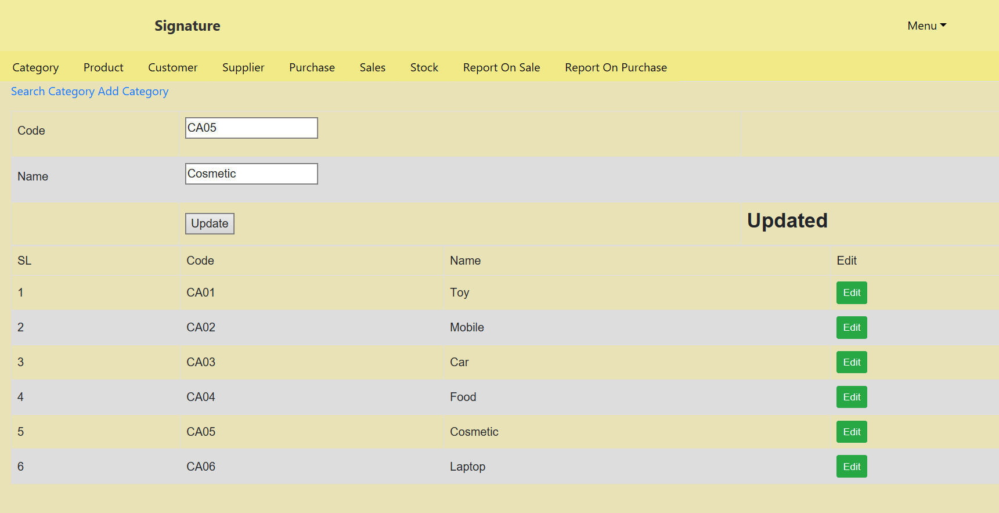 Signature Menu
Category Product Customer Supplier Purchase Sales Stock Report On Sale Report On Purchase
Search Category Add Category
Code CA05
Name Cosmetic
Update Updated
SL Code Name Edit
1 CA01 Toy Edit
2 CA02 Mobile Edit
3 CA03 Car Edit
4 CA04 Food Edit
5 CA05 Cosmetic Edit
6 CA06 Laptop Edit